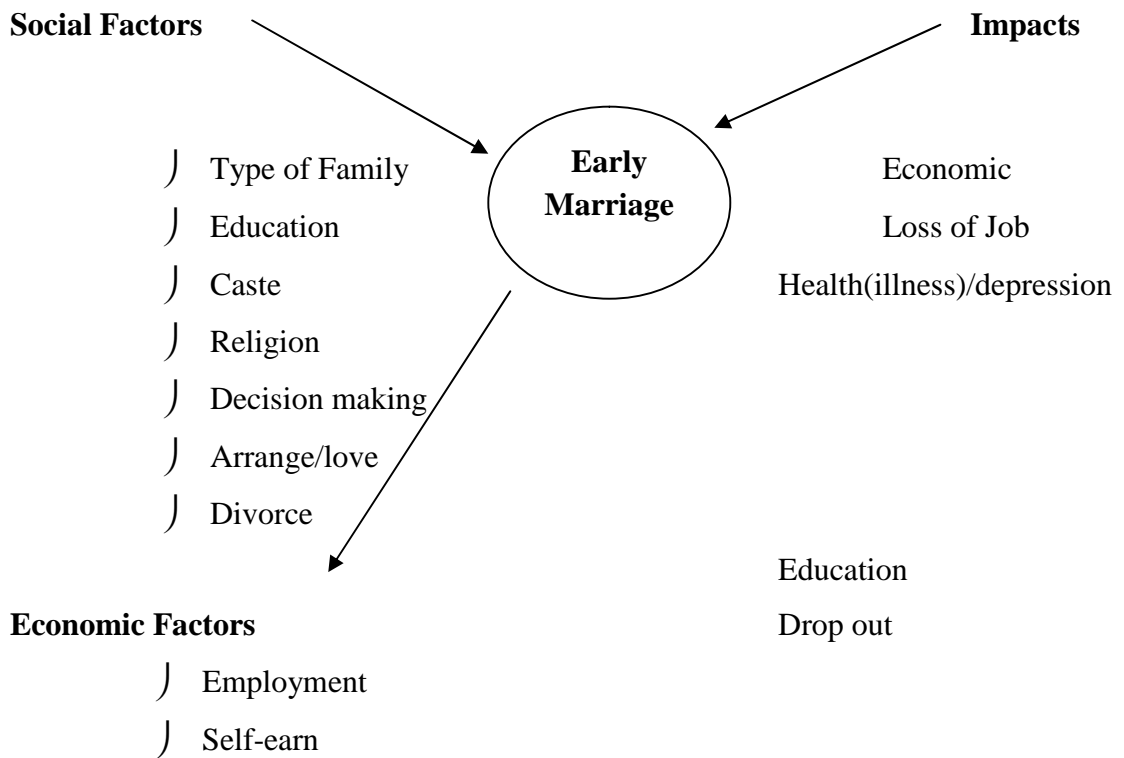 Social Factors
Impacts
Early
Marriage
Type of Family
Education
Caste
Religion
Decision making
Arrange/love
Divorce
Economic
Loss of Job
Health(illness)/depression
Education
Drop out
Economic Factors
Employment
Self-earn